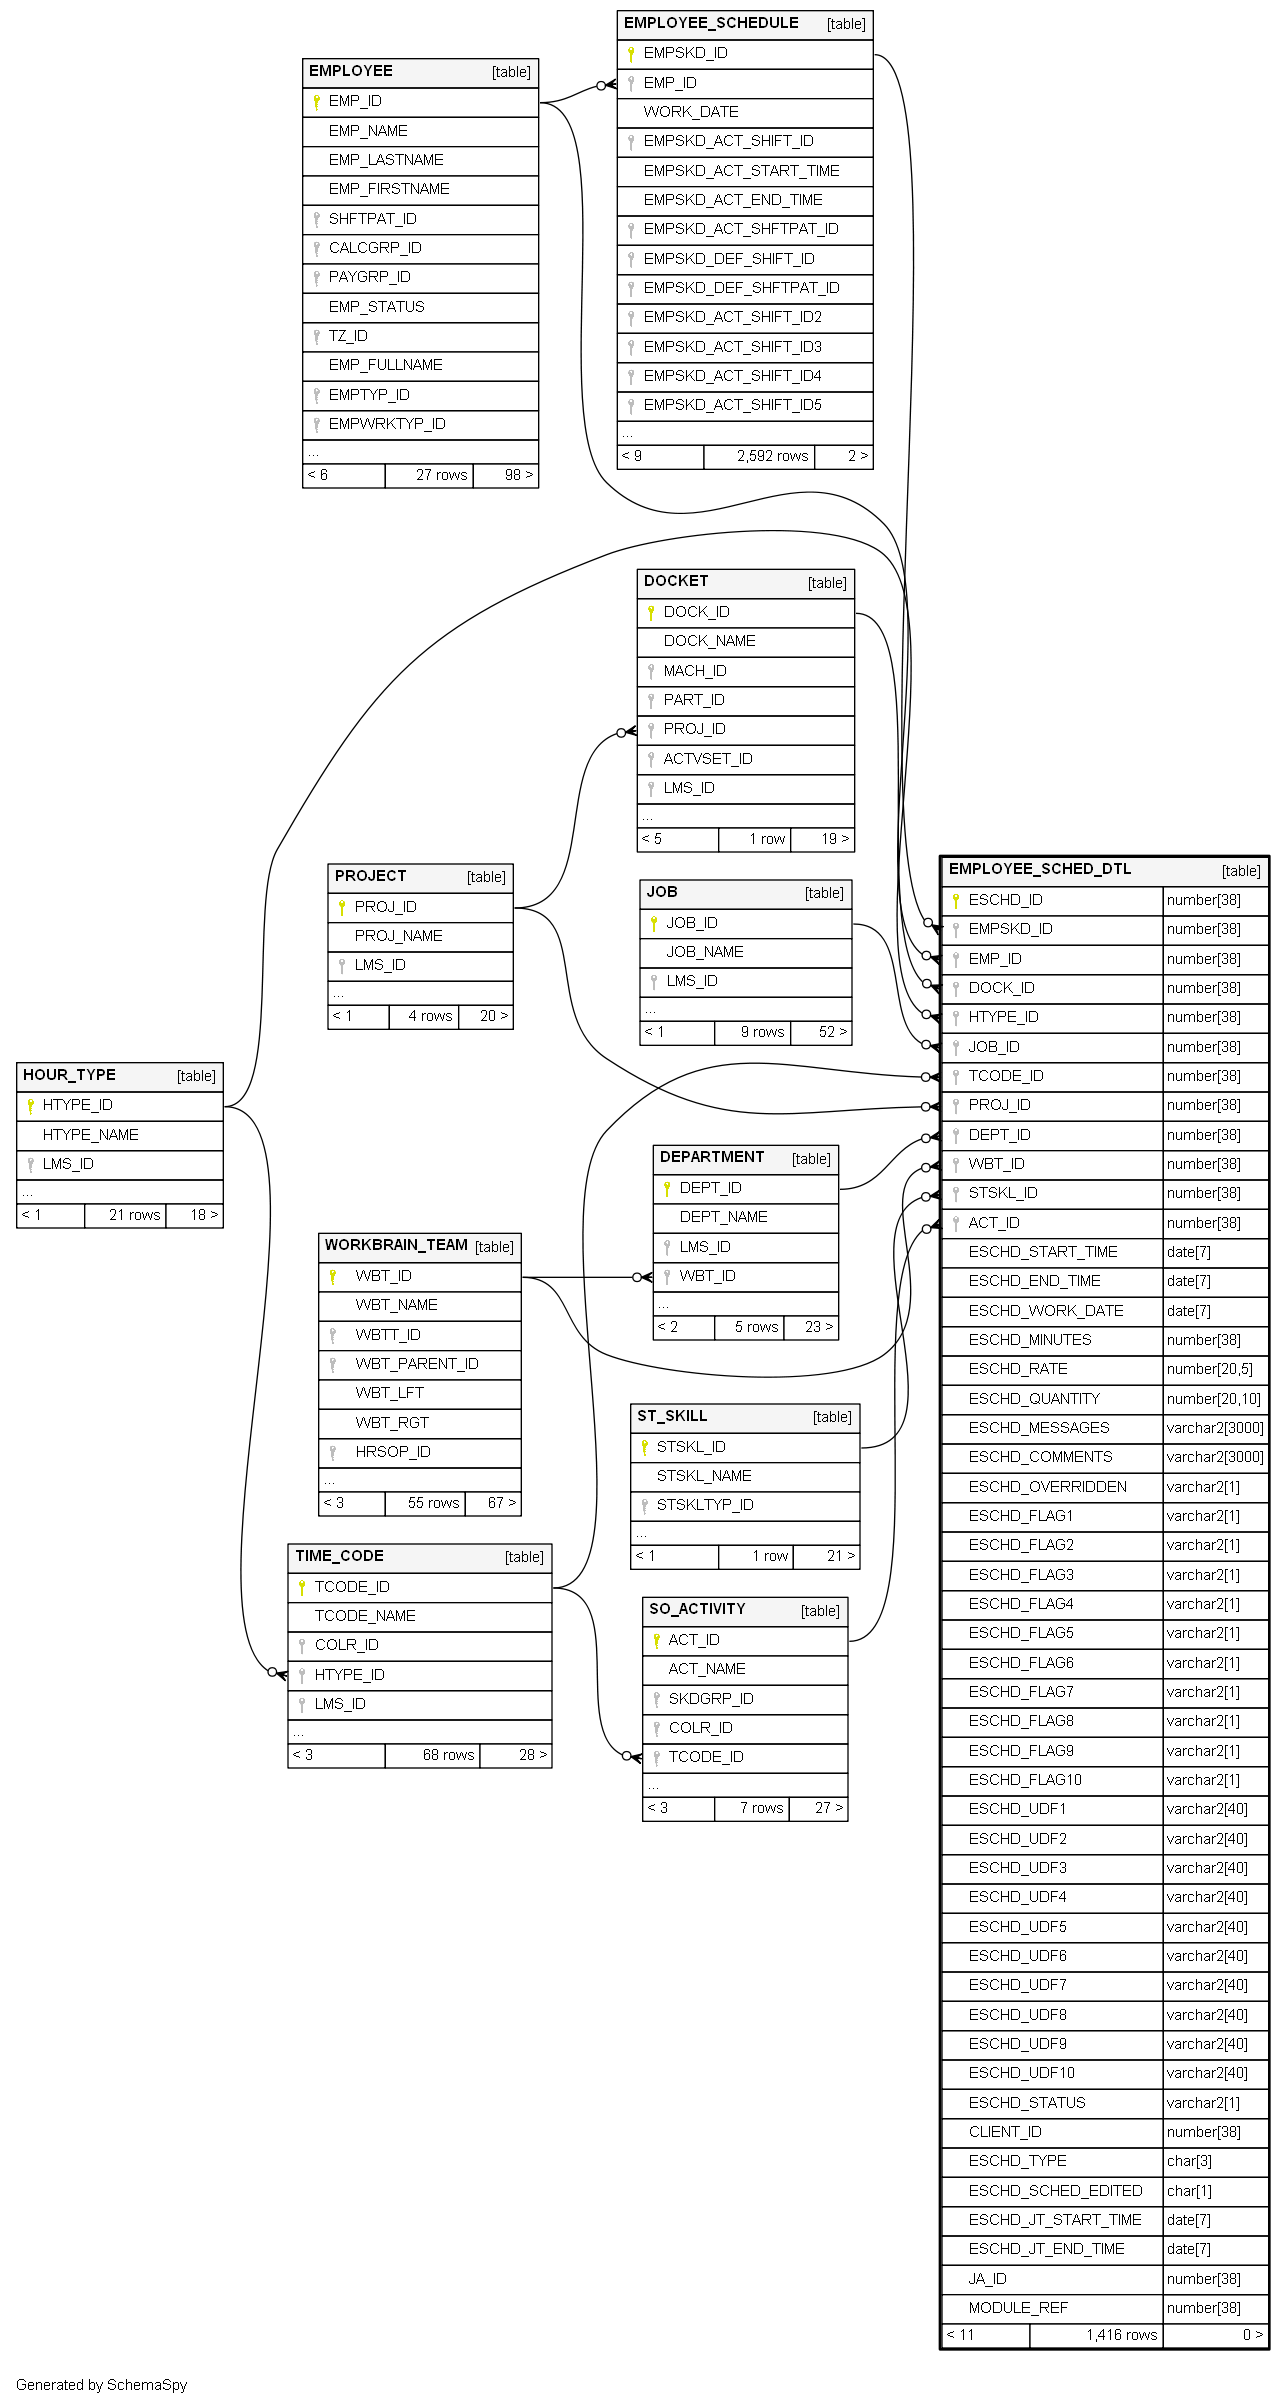 EMPLOYEE_SCHEDULE [table]
EMPSKD_ID
EMP_ID
WORK_DATE
EMPSKD_ACT_SHIFT_ID
EMPSKD_ACT_START_TIME
EMPSKD_ACT_END_TIME
EMPSKD_ACT_SHFTPAT_ID
EMPSKD_DEF_SHIFT_ID
EMPSKD_DEF_SHFTPAT_ID
EMPSKD_ACT_SHIFT_ID2
EMPSKD_ACT_SHIFT_ID3
EMPSKD_ACT_SHIFT_ID4
EMPSKD_ACT_SHIFT_ID5
...
< 9 2,592 rows 2 >
EMPLOYEE [table]
EMP_ID
EMP_NAME
EMP_LASTNAME
EMP_FIRSTNAME
SHFTPAT_ID
CALCGRP_ID
PAYGRP_ID
EMP_STATUS
TZ_ID
EMP_FULLNAME
EMPTYP_ID
EMPWRKTYP_ID
...
< 6 27 rows 98 >
DOCKET [table]
DOCK_ID
DOCK_NAME
MACH_ID
PART_ID
PROJ_ID
ACTVSET_ID
LMS_ID
...
< 5 1 row 19 >
PROJECT [table]
PROJ_ID
PROJ_NAME
LMS_ID
...
< 1 4 rows 20 >
JOB [table]
JOB_ID
JOB_NAME
LMS_ID
...
< 1 9 rows 52 >
HOUR_TYPE [table]
HTYPE_ID
HTYPE_NAME
LMS_ID
...
< 1 21 rows 18 >
DEPARTMENT [table]
DEPT_ID
DEPT_NAME
LMS_ID
WBT_ID
...
< 2 5 rows 23 >
WORKBRAIN_TEAM [table]
WBT_ID
WBT_NAME
WBTT_ID
WBT_PARENT_ID
WBT_LFT
WBT_RGT
HRSOP_ID
...
< 3 55 rows 67 >
ST_SKILL [table]
STSKL_ID
STSKL_NAME
STSKLTYP_ID
...
< 1 1 row 21 >
TIME_CODE [table]
TCODE_ID
TCODE_NAME
COLR_ID
HTYPE_ID
LMS_ID
...
< 3 68 rows 28 >
SO_ACTIVITY [table]
ACT_ID
ACT_NAME
SKDGRP_ID
COLR_ID
TCODE_ID
...
< 3 7 rows 27 >
EMPLOYEE_SCHED_DTL [table]
ESCHD_ID number[38]
EMPSKD_ID number[38]
EMP_ID number[38]
DOCK_ID number[38]
HTYPE_ID number[38]
JOB_ID number[38]
TCODE_ID number[38]
PROJ_ID number[38]
DEPT_ID number[38]
WBT_ID number[38]
STSKL_ID number[38]
ACT_ID number[38]
ESCHD_START_TIME date[7]
ESCHD_END_TIME date[7]
ESCHD_WORK_DATE date[7]
ESCHD_MINUTES number[38]
ESCHD_RATE number[20,5]
ESCHD_QUANTITY number[20,10]
ESCHD_MESSAGES varchar2[3000]
ESCHD_COMMENTS varchar2[3000]
ESCHD_OVERRIDDEN varchar2[1]
ESCHD_FLAG1 varchar2[1]
ESCHD_FLAG2 varchar2[1]
ESCHD_FLAG3 varchar2[1]
ESCHD_FLAG4 varchar2[1]
ESCHD_FLAG5 varchar2[1]
ESCHD_FLAG6 varchar2[1]
ESCHD_FLAG7 varchar2[1]
ESCHD_FLAG8 varchar2[1]
ESCHD_FLAG9 varchar2[1]
ESCHD_FLAG10 varchar2[1]
ESCHD_UDF1 varchar2[40]
ESCHD_UDF2 varchar2[40]
ESCHD_UDF3 varchar2[40]
ESCHD_UDF4 varchar2[40]
ESCHD_UDF5 varchar2[40]
ESCHD_UDF6 varchar2[40]
ESCHD_UDF7 varchar2[40]
ESCHD_UDF8 varchar2[40]
ESCHD_UDF9 varchar2[40]
ESCHD_UDF10 varchar2[40]
ESCHD_STATUS varchar2[1]
CLIENT_ID number[38]
ESCHD_TYPE char[3]
ESCHD_SCHED_EDITED char[1]
ESCHD_JT_START_TIME date[7]
ESCHD_JT_END_TIME date[7]
JA_ID number[38]
MODULE_REF number[38]
< 11 1,416 rows 0 >
Generated by SchemaSpy